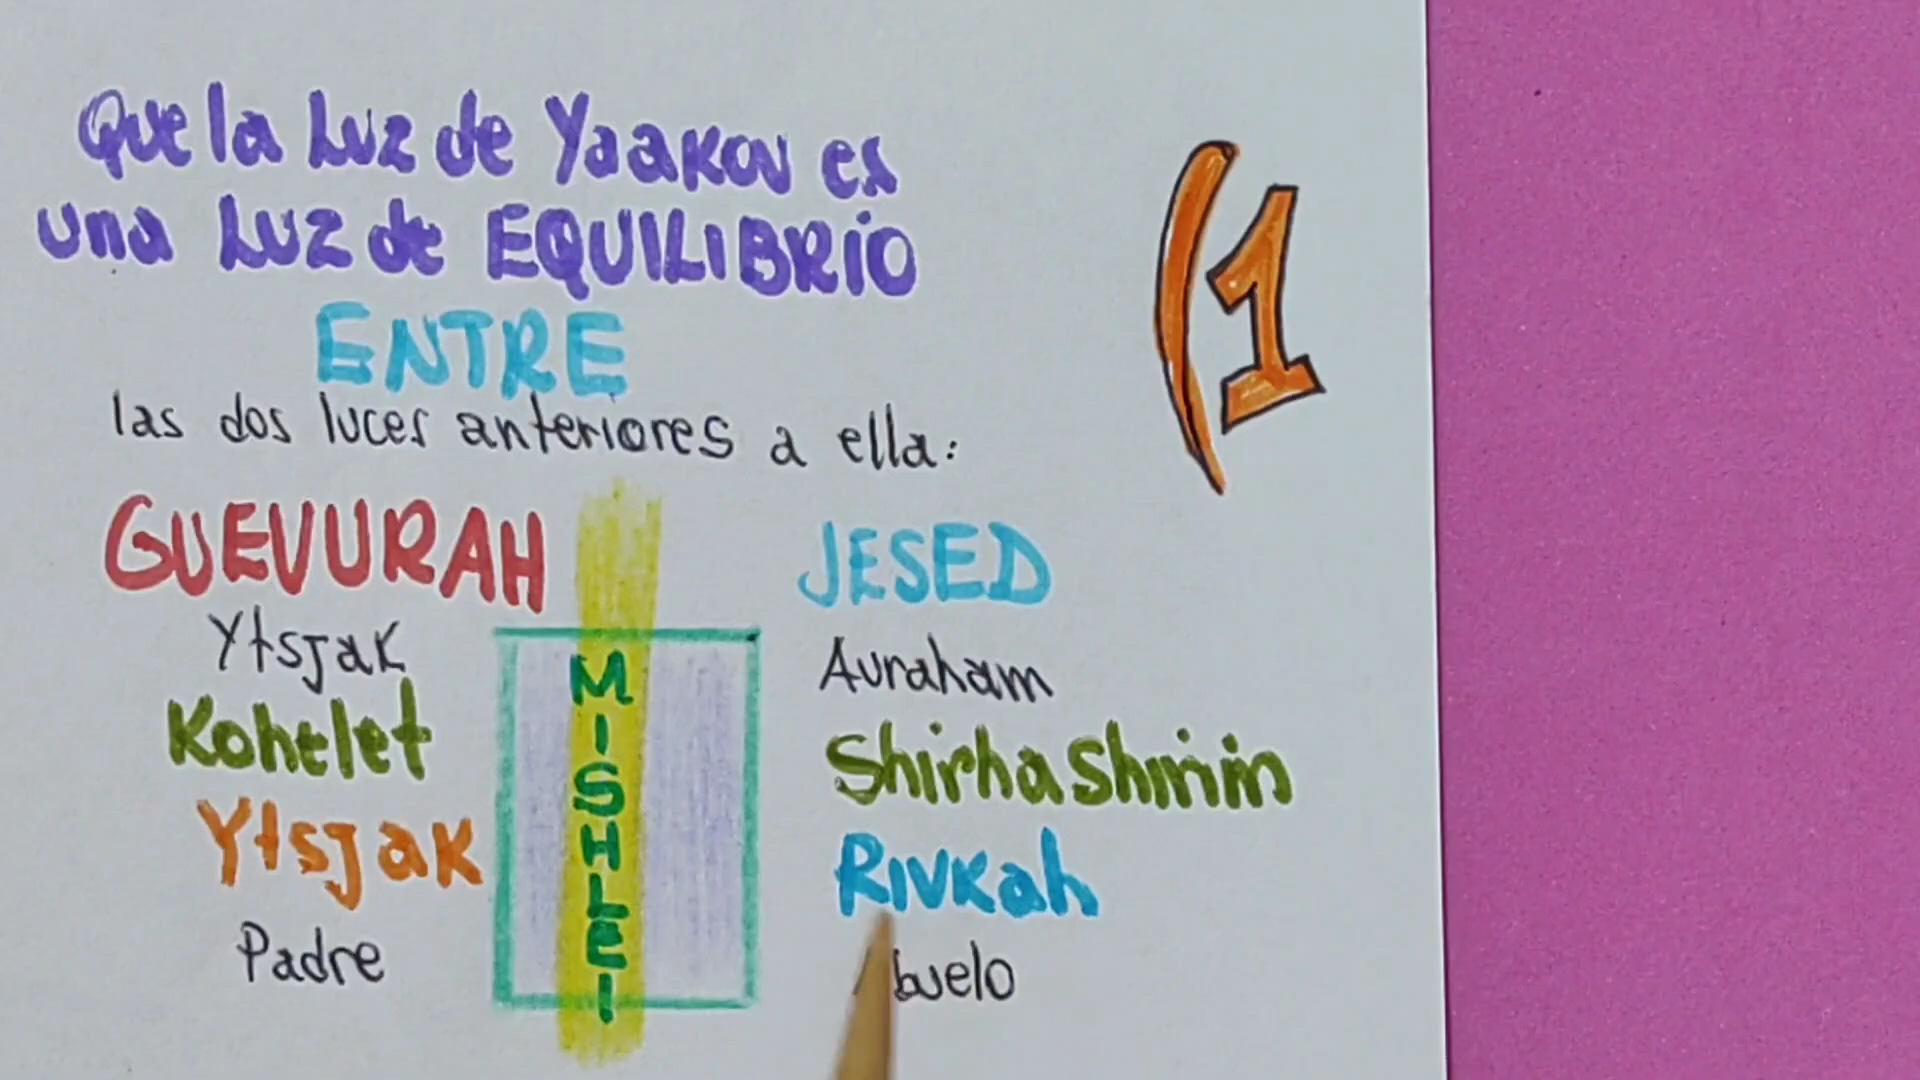 Que la Luz de Yaakov es
una Luz de EQUILIBRIO
ENTRE
las dos luces anteriores a ella:
(1
GUEVURAH
Ytsjak
Kohelet
Ytsjak
Padre
MISHLEI
JESED
Avraham
Shirhashirim
Rivkah
buelo